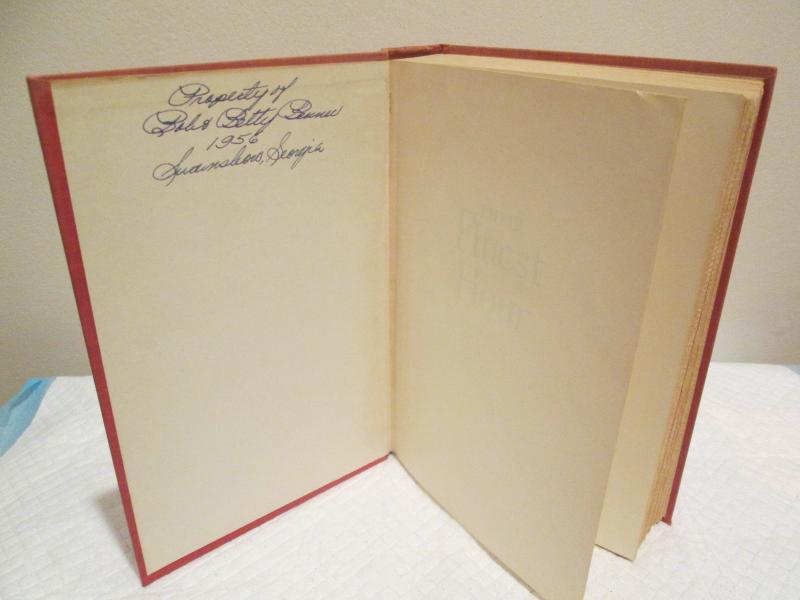 Property of
Bob & Betty
1956
Swainsboro, Georgia
Finest
Hour